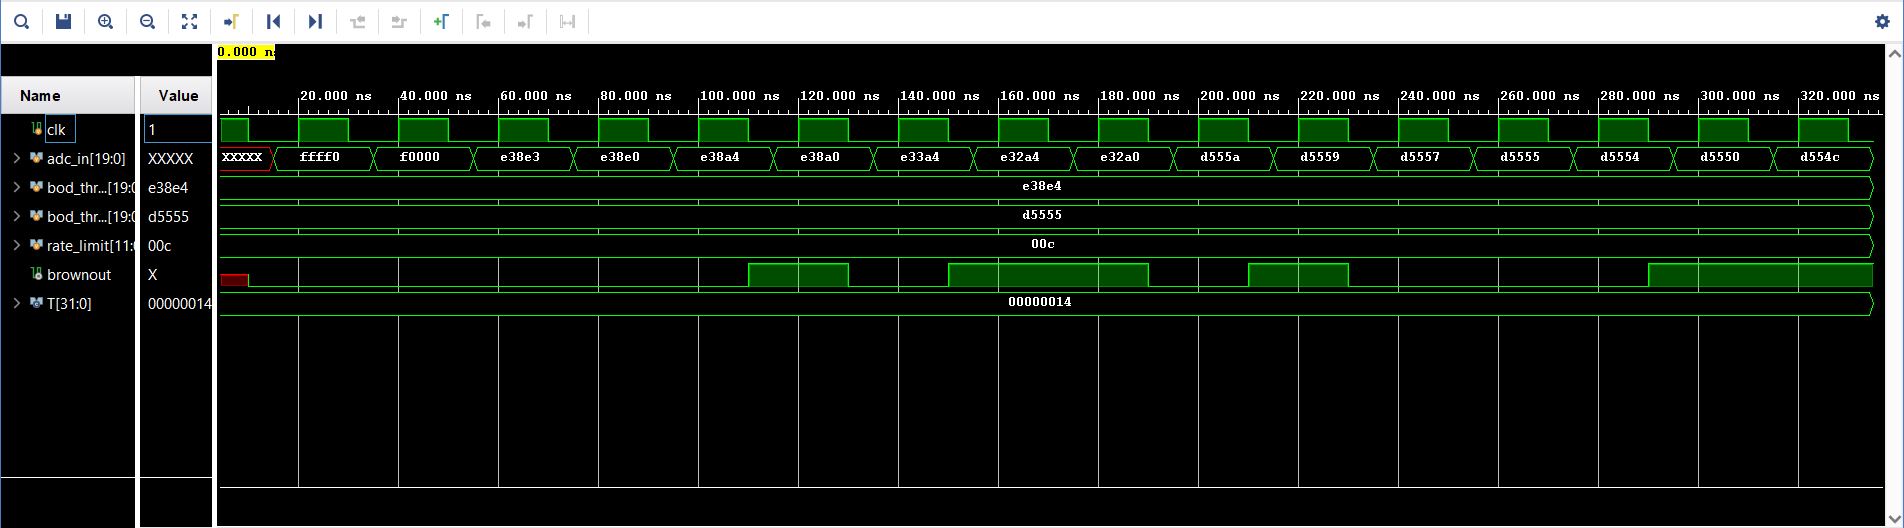 0.000 ns
Name Value
20.000 ns 40.000 ns 60.000 ns 80.000 ns 100.000 ns 120.000 ns 140.000 ns 160.000 ns 180.000 ns 200.000 ns 220.000 ns 240.000 ns 260.000 ns 280.000 ns 300.000 ns 320.000 ns
clk 1
adc_in[19:0] XXXXX XXXXX ffff0 f0000 e38e3 e38e0 e38a4 e38a0 e33a4 e32a4 e32a0 d555a d5559 d5557 d5555 d5554 d5550 d554c
bod_thr...[19:0 e38e4 e38e4
bod_thr...[19:0 d5555 d5555
rate_limit[11:0 00c 00c
brownout X
T[31:0] 00000014 00000014